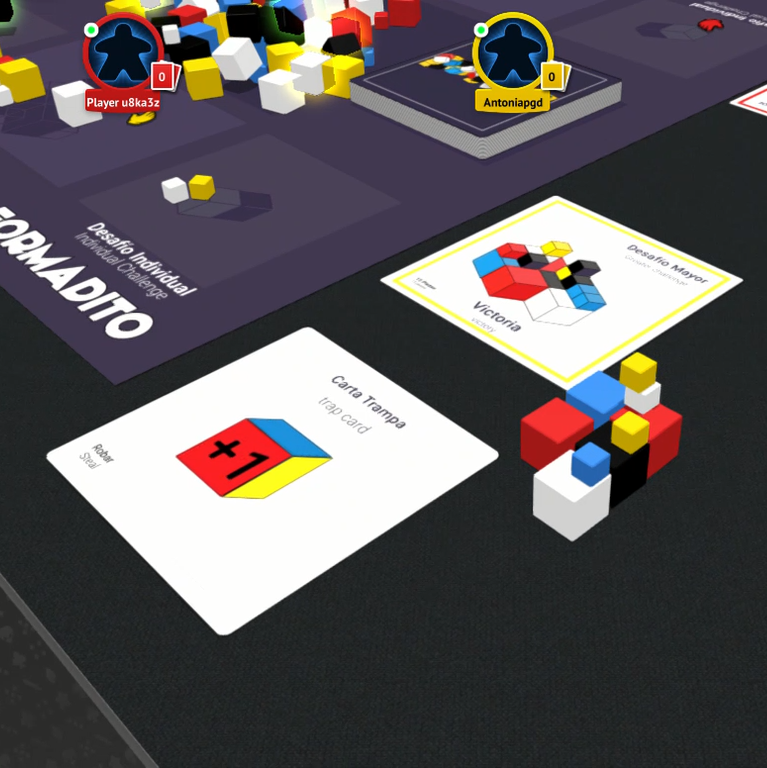 0
Player u8ka3z
0
Antoniapgd
Desafío Individual
Individual Challenge
FORMADITO
Desafío Mayor
Victoria
victory
Carta Trampa
trap card
+1
Robar
Steal